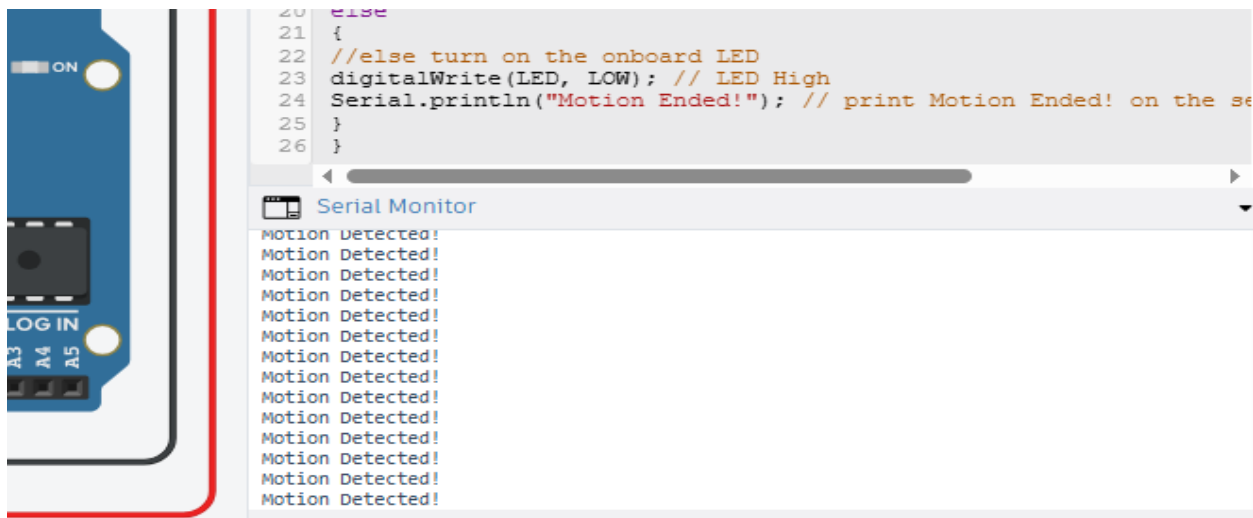 ON
LOG IN
A3 A4 A5
20 else
21 {
22 //else turn on the onboard LED
23 digitalWrite(LED, LOW); // LED High
24 Serial.println("Motion Ended!"); // print Motion Ended! on the se
25 }
26 }
Serial Monitor
Motion Detected!
Motion Detected!
Motion Detected!
Motion Detected!
Motion Detected!
Motion Detected!
Motion Detected!
Motion Detected!
Motion Detected!
Motion Detected!
Motion Detected!
Motion Detected!
Motion Detected!
Motion Detected!